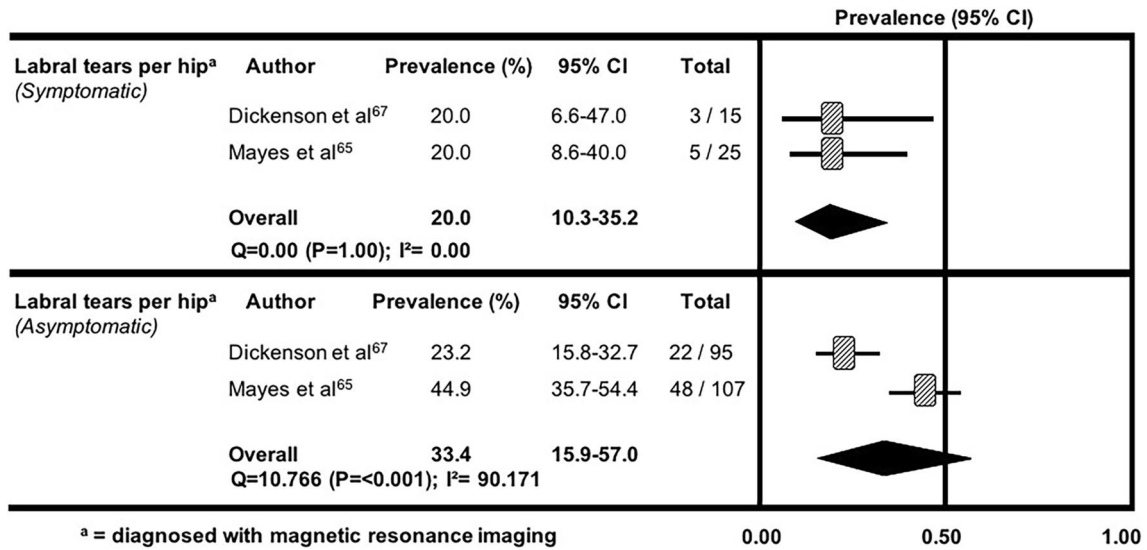 Prevalence (95% CI)
Labral tears per hipᵃ Author Prevalence (%) 95% CI Total
(Symptomatic)
Dickenson et al⁶⁷ 20.0 6.6-47.0 3 / 15
Mayes et al⁶⁵ 20.0 8.6-40.0 5 / 25
Overall 20.0 10.3-35.2
Q=0.00 (P=1.00); I²= 0.00
Labral tears per hipᵃ Author Prevalence (%) 95% CI Total
(Asymptomatic)
Dickenson et al⁶⁷ 23.2 15.8-32.7 22 / 95
Mayes et al⁶⁵ 44.9 35.7-54.4 48 / 107
Overall 33.4 15.9-57.0
Q=10.766 (P=<0.001); I²= 90.171
ᵃ = diagnosed with magnetic resonance imaging 0.00 0.50 1.00